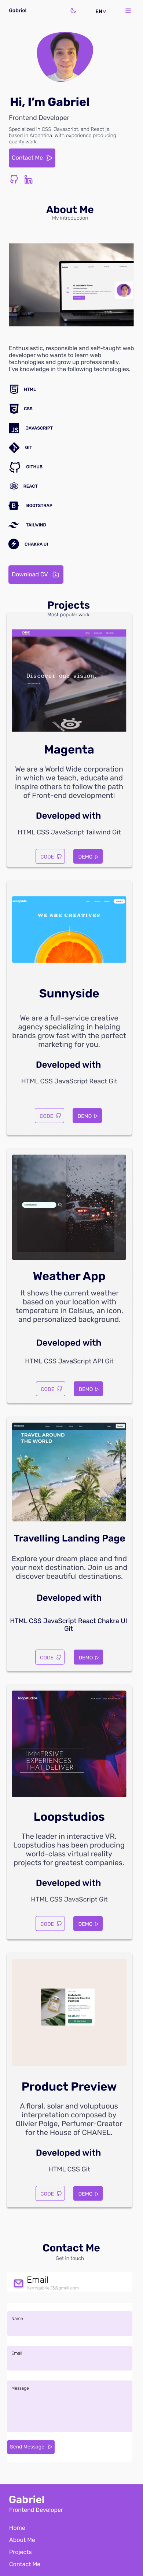 Gabriel
EN
Hi, I'm Gabriel
Frontend Developer
Specialized in CSS, Javascript, and React js
based in Argentina. With experience producing
quality work.
Contact Me
About Me
My introduction
Enthusiastic, responsible and self-taught web
developer who wants to learn web
technologies and grow up professionally.
I've knowledge in the following technologies.
HTML
CSS
JAVASCRIPT
GIT
GITHUB
REACT
BOOTSTRAP
TAILWIND
CHAKRA UI
Download CV
Projects
Most popular work
Discover our vision
Magenta
We are a World Wide corporation
in which we teach, educate and
inspire others to follow the path
of Front-end development!
Developed with
HTML CSS JavaScript Tailwind Git
CODE
DEMO
WE ARE CREATIVES
Sunnyside
We are a full-service creative
agency specializing in helping
brands grow fast with the perfect
marketing for you.
Developed with
HTML CSS JavaScript React Git
CODE
DEMO
Weather App
It shows the current weather
based on your location with
temperature in Celsius, an icon,
and personalized background.
Developed with
HTML CSS JavaScript API Git
CODE
DEMO
TRAVEL AROUND
THE WORLD
Travelling Landing Page
Explore your dream place and find
your next destination. Join us and
discover beautiful destinations.
Developed with
HTML CSS JavaScript React Chakra UI
Git
CODE
DEMO
loopstudios
IMMERSIVE
EXPERIENCES
THAT DELIVER
Loopstudios
The leader in interactive VR.
Loopstudios has been producing
world-class virtual reality
projects for greatest companies.
Developed with
HTML CSS JavaScript Git
CODE
DEMO
Product Preview
A floral, solar and voluptuous
interpretation composed by
Olivier Polge, Perfumer-Creator
for the House of CHANEL.
Developed with
HTML CSS Git
CODE
DEMO
Contact Me
Get in touch
Email
Name
Email
Message
Send Message
Gabriel
Frontend Developer
Home
About Me
Projects
Contact Me